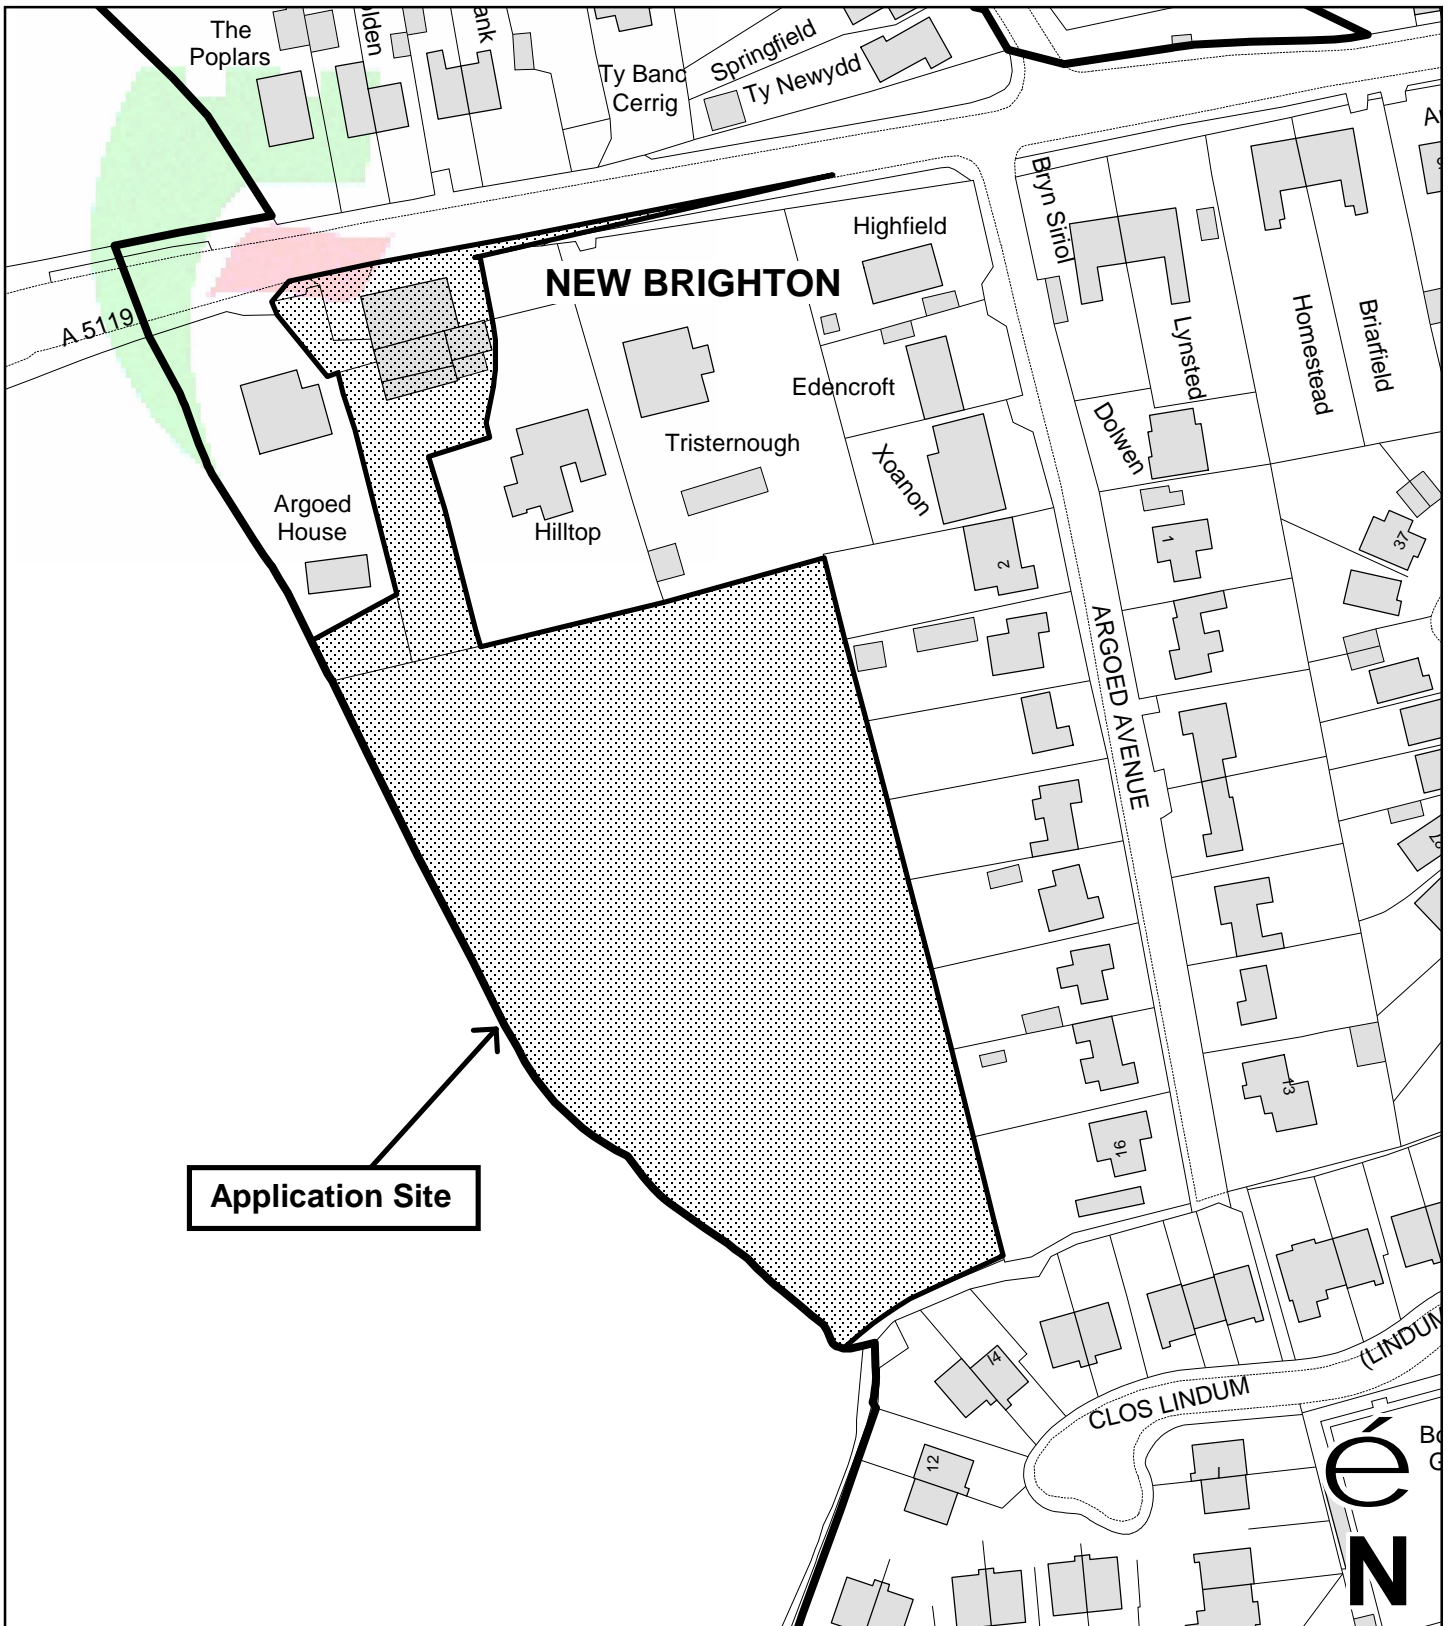 The
Poplars
Ty Banc
Cerrig
Springfield
Ty Newydd
A 5119
NEW BRIGHTON
Highfield
Bryn Siriol
Edencroft
Lynsted
Homestead
Briarfield
Tristernough
Xoanon
Dolwen
Argoed
House
Hilltop
2
1
37
ARGOED AVENUE
13
16
Application Site
14
CLOS LINDUM
(LINDUM
12
é
N